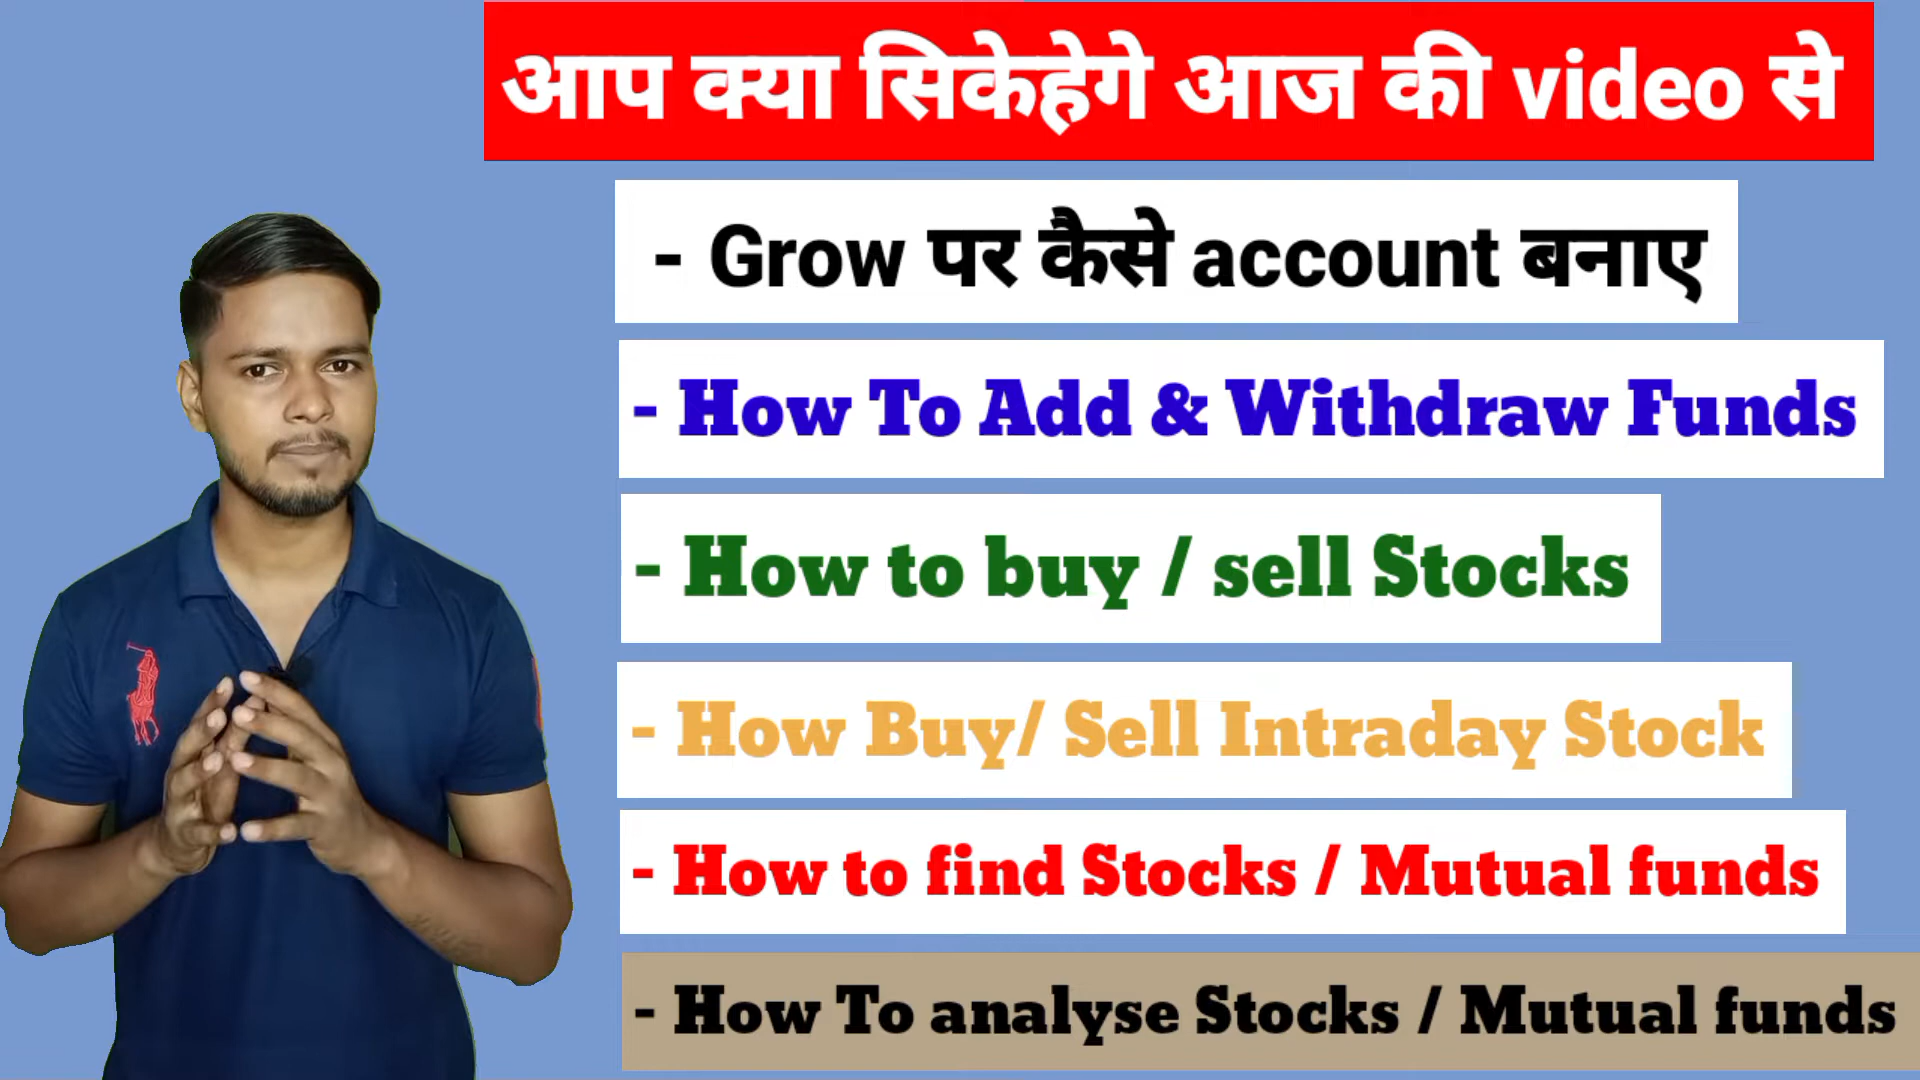 आप क्या सिकेहेगे आज की video से
- Grow पर कैसे account बनाए
- How To Add & Withdraw Funds
- How to buy / sell Stocks
- How Buy/ Sell Intraday Stock
- How to find Stocks / Mutual funds
- How To analyse Stocks / Mutual funds